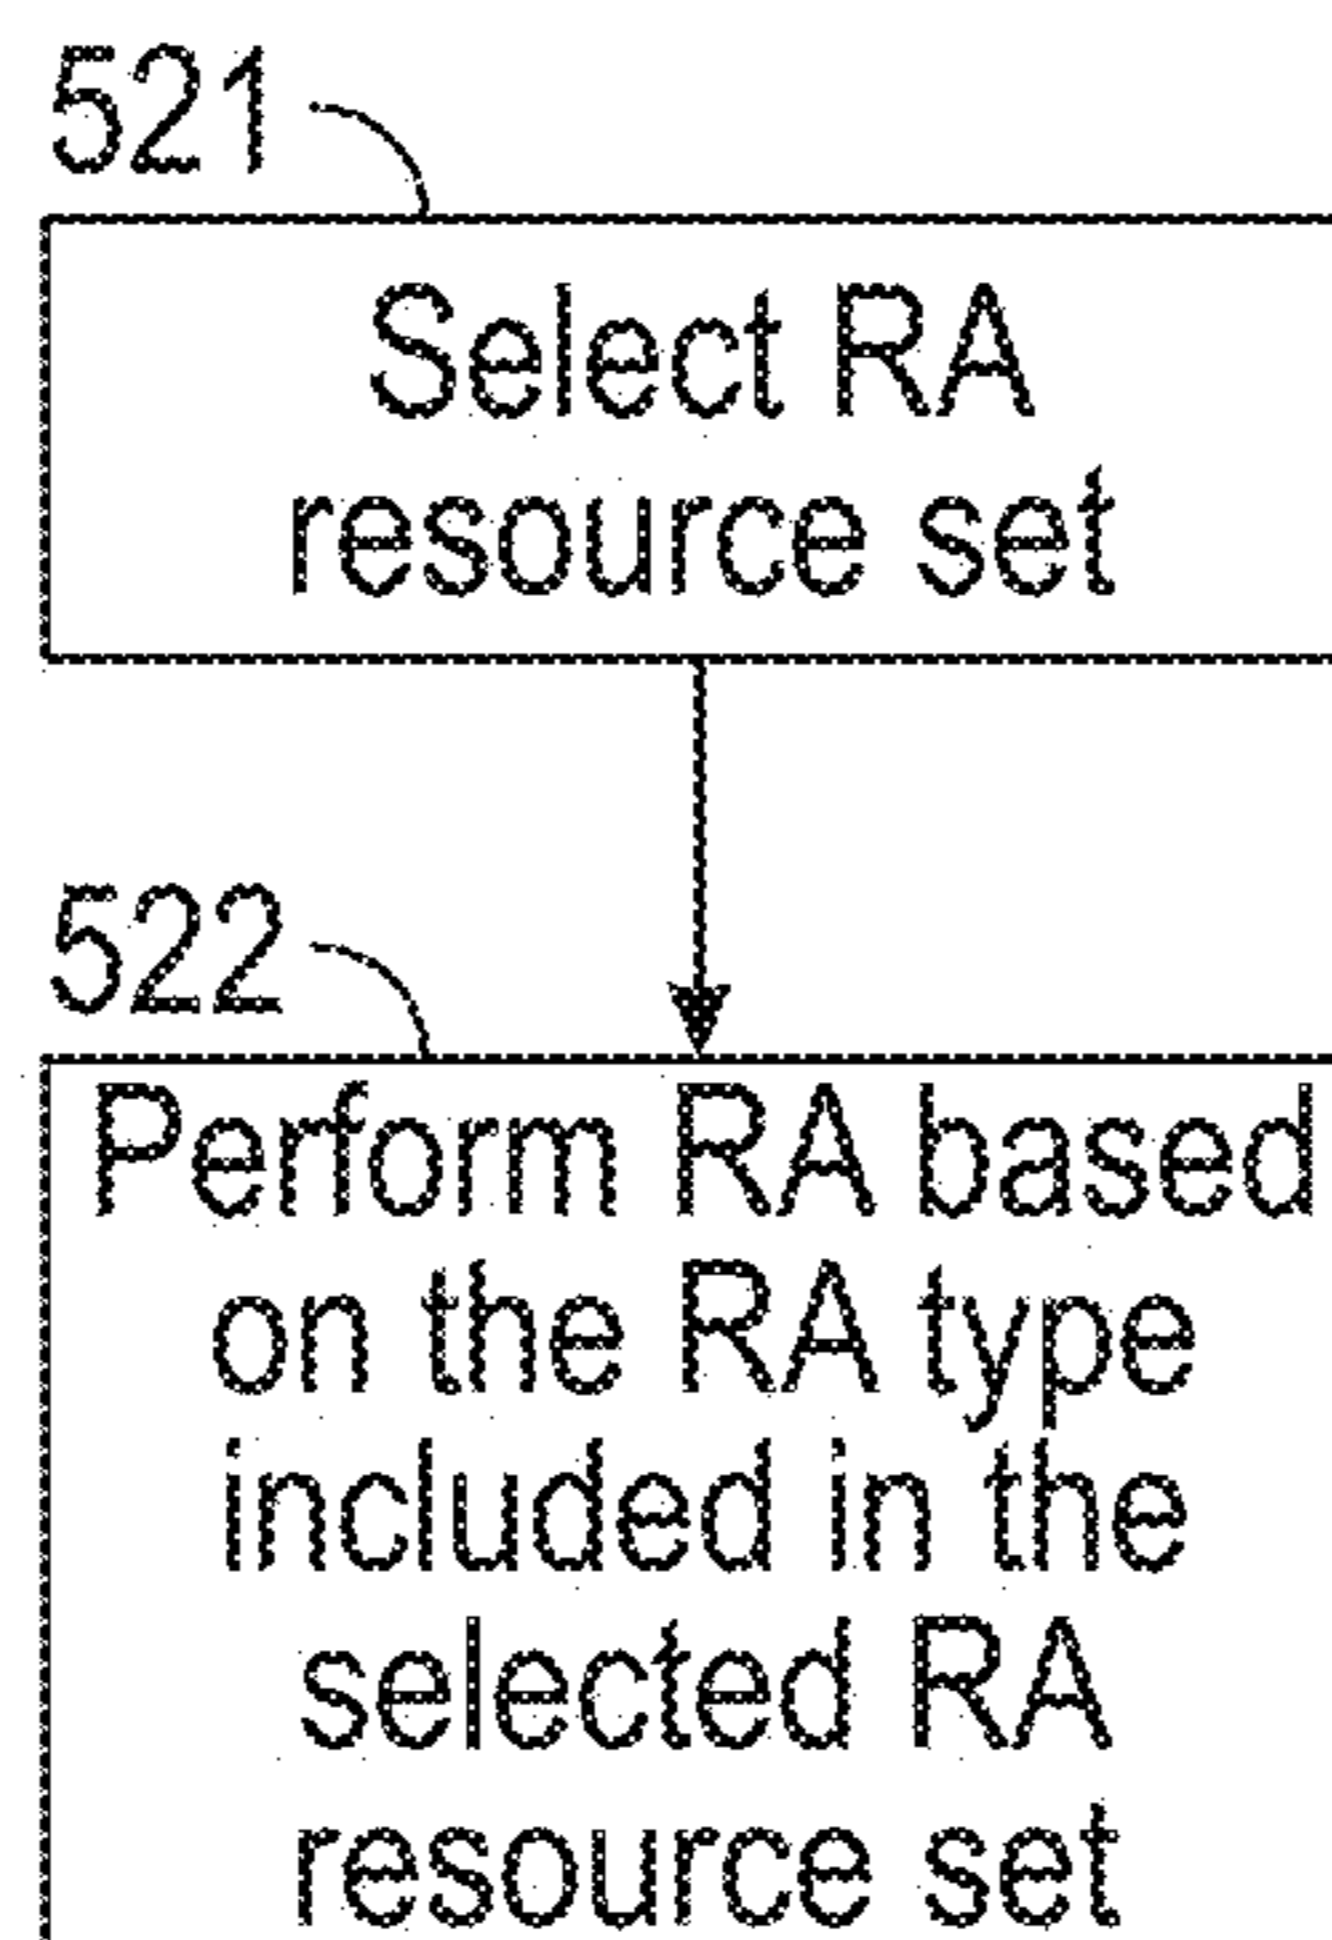 521
Select RA
resource set
522
Perform RA based
on the RA type
included in the
selected RA
resource set